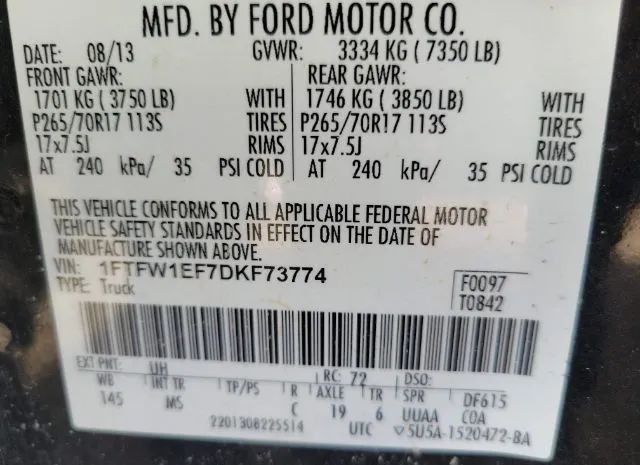 MFD. BY FORD MOTOR CO.
DATE: 08/13 GVWR: 3334 KG ( 7350 LB)
FRONT GAWR: REAR GAWR:
1701 KG ( 3750 LB) WITH 1746 KG ( 3850 LB) WITH
P265/70R17 113S TIRES P265/70R17 113S TIRES
17x7.5J RIMS 17x7.5J RIMS
AT 240 kPa/ 35 PSI COLD AT 240 kPa/ 35 PSI COLD
THIS VEHICLE CONFORMS TO ALL APPLICABLE FEDERAL MOTOR
VEHICLE SAFETY STANDARDS IN EFFECT ON THE DATE OF
MANUFACTURE SHOWN ABOVE.
VIN: 1FTFW1EF7DKF73774 F0097
TYPE: Truck T0842
EXT PNT: UH RC: 72 DSO:
WB INT TR TP/PS R AXLE TR SPR DF615
145 MS C 19 6 UUAA COA
2201308225514 UTC ▽5U5A-1520472-BA